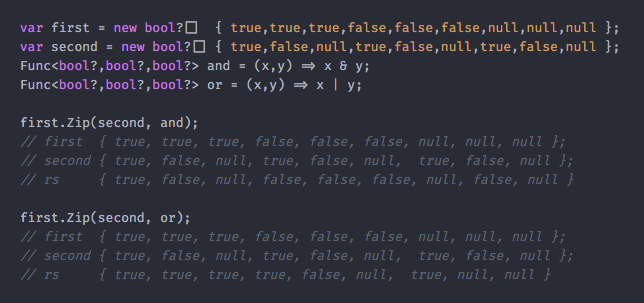 var first = new bool?[] { true,true,true,false,false,false,null,null,null };
var second = new bool?[] { true,false,null,true,false,null,true,false,null };
Func<bool?,bool?,bool?> and = (x,y) => x & y;
Func<bool?,bool?,bool?> or = (x,y) => x | y;
first.Zip(second, and);
// first  { true, true, true, false, false, false, null, null, null };
// second { true, false, null, true, false, null,  true, false, null };
// rs     { true, false, null, false, false, false, null, false, null }
first.Zip(second, or);
// first  { true, true, true, false, false, false, null, null, null };
// second { true, false, null, true, false, null,  true, false, null };
// rs     { true, true, true, true, false, null,  true, null, null }